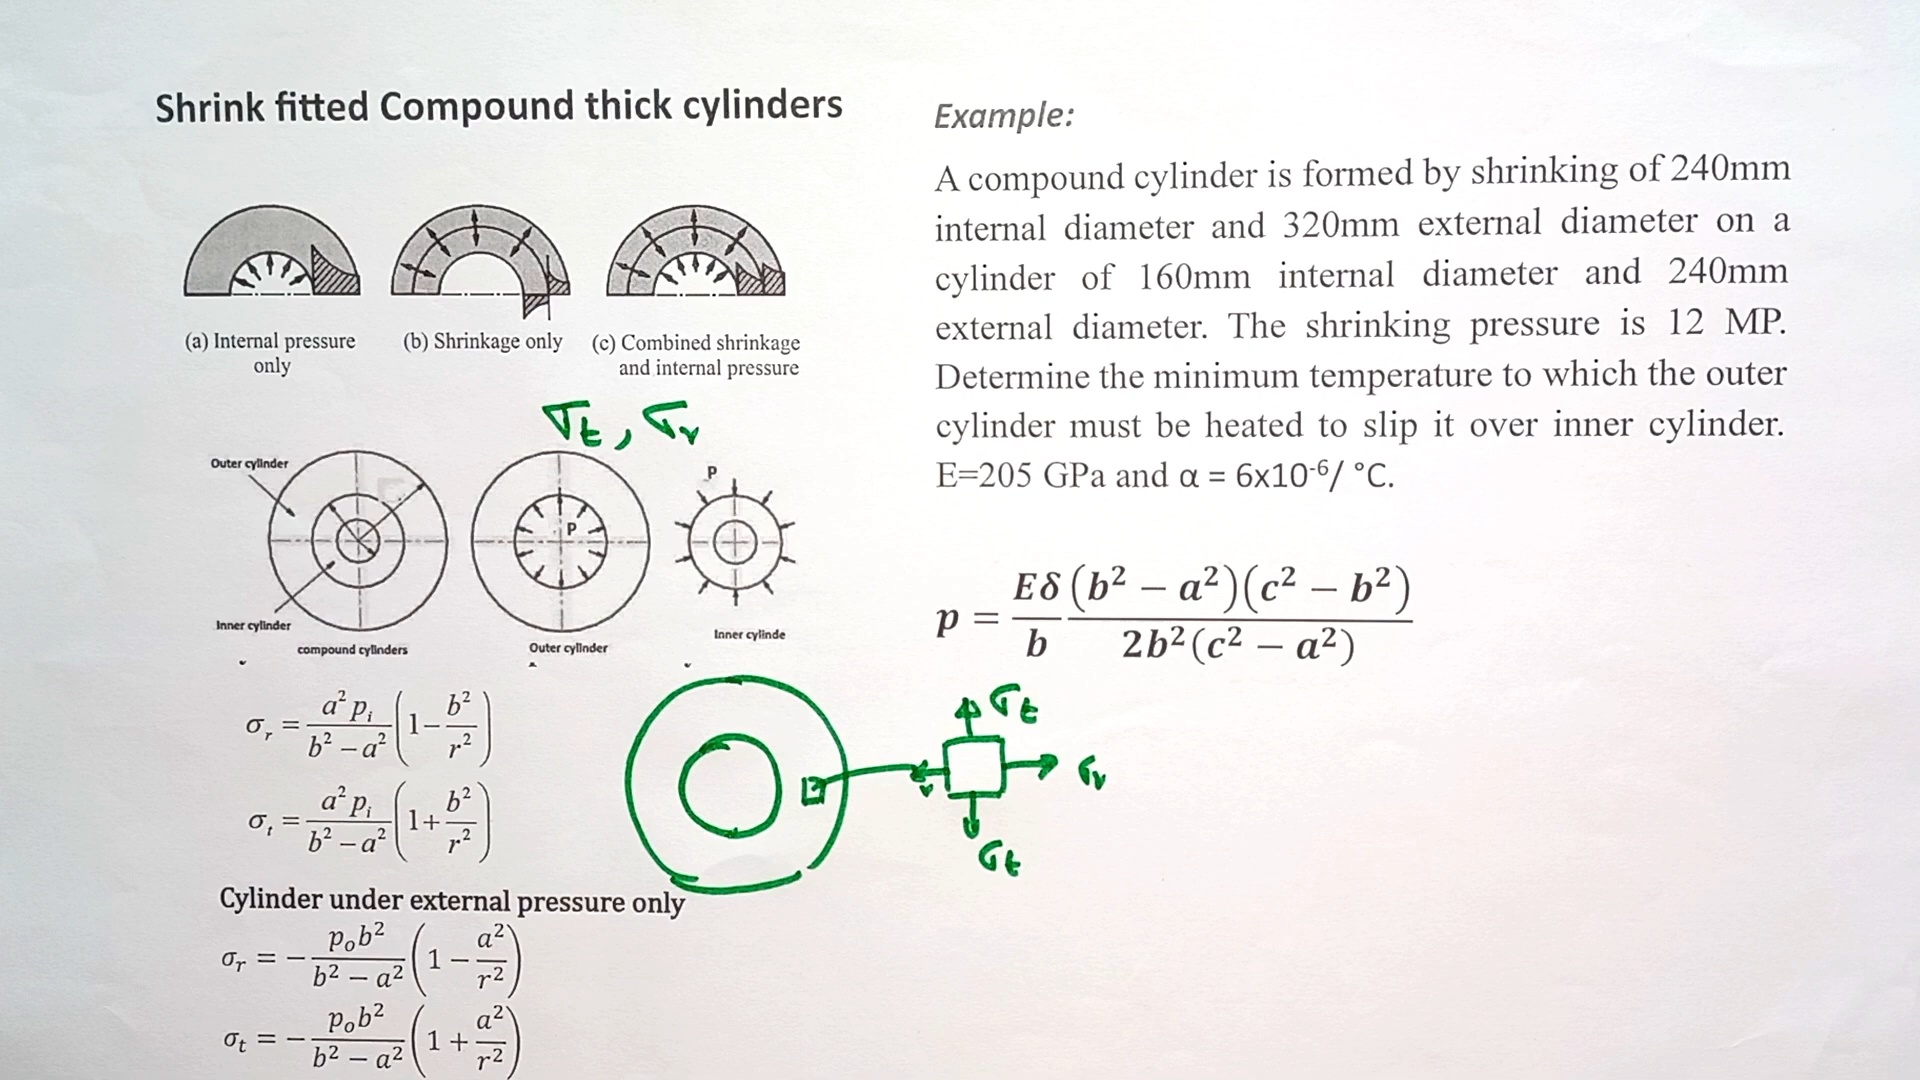 Shrink fitted Compound thick cylinders
(a) Internal pressure
only
(b) Shrinkage only
(c) Combined shrinkage
and internal pressure
σt, σr
Outer cylinder
Inner cylinder
compound cylinders
P
Outer cylinder
P
Inner cylinde
σr = a² pi / (b² – a²) (1 – b²/r²)
σt = a² pi / (b² – a²) (1 + b²/r²)
Cylinder under external pressure only
σr = – pob² / (b² – a²) (1 – a²/r²)
σt = – pob² / (b² – a²) (1 + a²/r²)
Example:
A compound cylinder is formed by shrinking of 240mm
internal diameter and 320mm external diameter on a
cylinder of 160mm internal diameter and 240mm
external diameter. The shrinking pressure is 12 MP.
Determine the minimum temperature to which the outer
cylinder must be heated to slip it over inner cylinder.
E=205 GPa and α = 6x10⁻⁶/ °C.
p = Eδ/b (b² – a²)(c² – b²) / 2b²(c² – a²)
σt
σr
σt